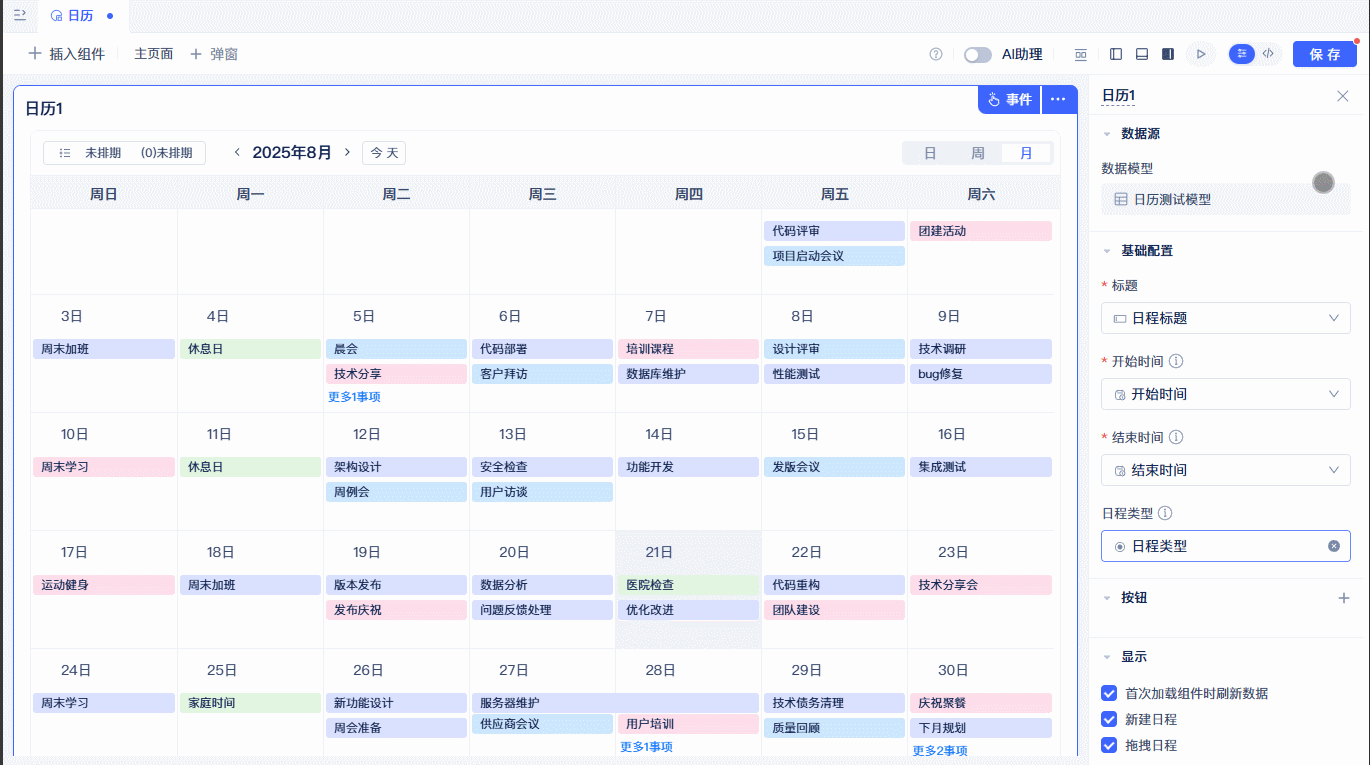 日历
插入组件 主页面 弹窗 AI助理 保存
日历1 事件
未排期 (0)未排期 2025年8月 今天 日 周 月
周日 周一 周二 周三 周四 周五 周六
代码评审 团建活动
项目启动会议
3日 4日 5日 6日 7日 8日 9日
周末加班 休息日 晨会 代码部署 培训课程 设计评审 技术调研
技术分享 客户拜访 数据库维护 性能测试 bug修复
更多1事项
10日 11日 12日 13日 14日 15日 16日
周末学习 休息日 架构设计 安全检查 功能开发 发版会议 集成测试
周例会 用户访谈
17日 18日 19日 20日 21日 22日 23日
运动健身 周末加班 版本发布 数据分析 医院检查 代码重构 技术分享会
发布庆祝 问题反馈处理 优化改进 团队建设
24日 25日 26日 27日 28日 29日 30日
周末学习 家庭时间 新功能设计 服务器维护 技术债务清理 庆祝聚餐
周会准备 供应商会议 用户培训 质量回顾 下月规划
更多1事项 更多2事项
日历1
数据源
数据模型
日历测试模型
基础配置
* 标题
日程标题
* 开始时间
开始时间
* 结束时间
结束时间
日程类型
日程类型
按钮
显示
首次加载组件时刷新数据
新建日程
拖拽日程